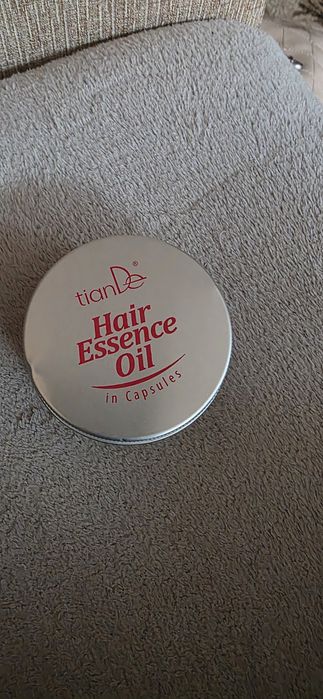 tianDe®
Hair
Essence
Oil
in Capsules